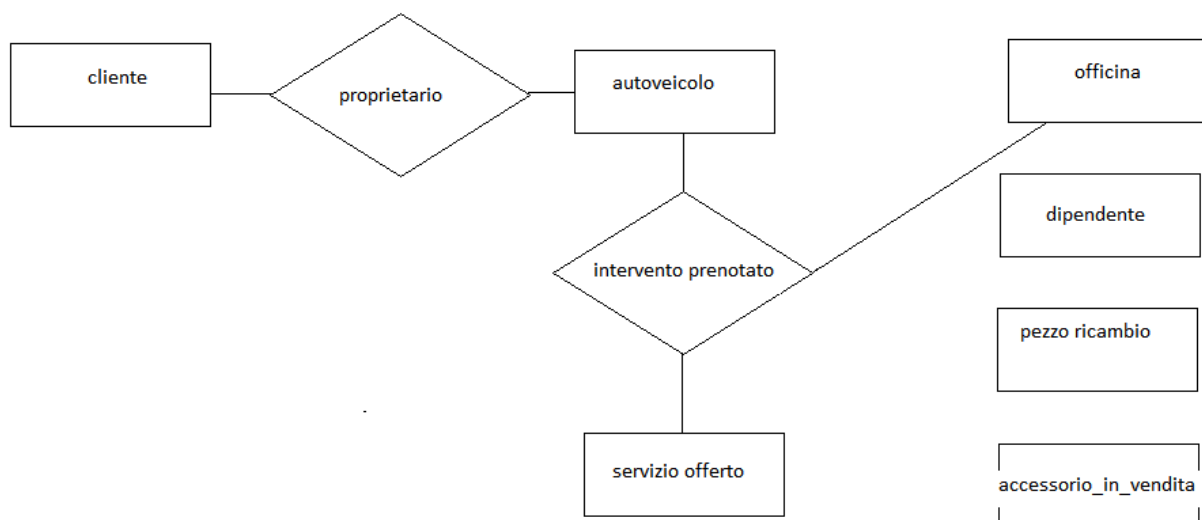 cliente
proprietario
autoveicolo
officina
dipendente
intervento prenotato
pezzo ricambio
servizio offerto
accessorio_in_vendita